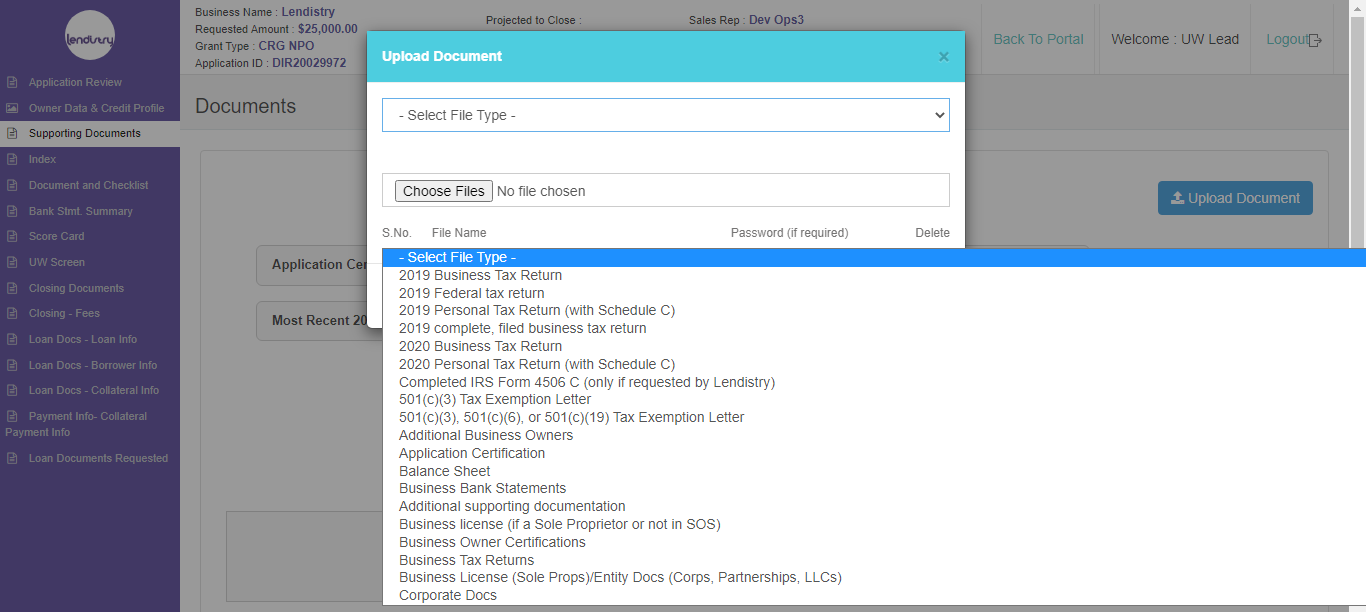 lendistry
Business Name : Lendistry
Requested Amount : $25,000.00
Grant Type : CRG NPO
Application ID : DIR20029972
Projected to Close :
Sales Rep : Dev Ops3
Back To Portal
Welcome : UW Lead
Logout
Application Review
Owner Data & Credit Profile
Supporting Documents
Index
Document and Checklist
Bank Stmt. Summary
Score Card
UW Screen
Closing Documents
Closing - Fees
Loan Docs - Loan Info
Loan Docs - Borrower Info
Loan Docs - Collateral Info
Payment Info- Collateral
Payment Info
Loan Documents Requested
Documents
Upload Document
Application Cer
Most Recent 20
Upload Document ×
- Select File Type -
Choose Files No file chosen
S.No. File Name Password (if required) Delete
- Select File Type -
2019 Business Tax Return
2019 Federal tax return
2019 Personal Tax Return (with Schedule C)
2019 complete, filed business tax return
2020 Business Tax Return
2020 Personal Tax Return (with Schedule C)
Completed IRS Form 4506 C (only if requested by Lendistry)
501(c)(3) Tax Exemption Letter
501(c)(3), 501(c)(6), or 501(c)(19) Tax Exemption Letter
Additional Business Owners
Application Certification
Balance Sheet
Business Bank Statements
Additional supporting documentation
Business license (if a Sole Proprietor or not in SOS)
Business Owner Certifications
Business Tax Returns
Business License (Sole Props)/Entity Docs (Corps, Partnerships, LLCs)
Corporate Docs